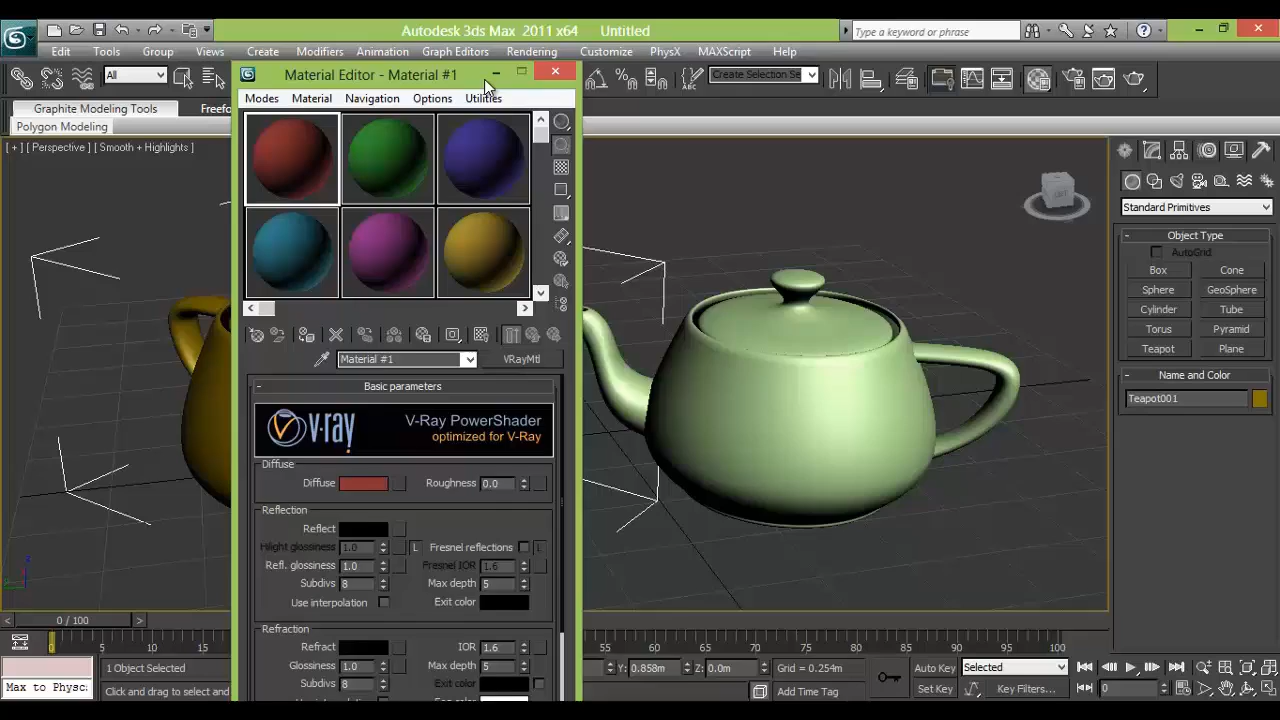 Autodesk 3ds Max 2011 x64 Untitled
Type a keyword or phrase
Edit Tools Group Views Create Modifiers Animation Graph Editors Rendering Customize PhysX MAXScript Help
All
Create Selection Se
Graphite Modeling Tools Freefo
Polygon Modeling
[ + ] [ Perspective ] [ Smooth + Highlights ]
Material Editor - Material #1
Modes Material Navigation Options Utilities
Material #1 VRayMtl
Basic parameters
v-ray
V-Ray PowerShader
optimized for V-Ray
Diffuse
Diffuse Roughness 0.0
Reflection
Reflect
Hilight glossiness 1.0 L Fresnel reflections L
Refl. glossiness 1.0 Fresnel IOR 1.6
Subdivs 8 Max depth 5
Use interpolation Exit color
Refraction
Refract IOR 1.6
Glossiness 1.0 Max depth 5
Subdivs 8 Exit color
Standard Primitives
- Object Type
AutoGrid
Box Cone
Sphere GeoSphere
Cylinder Tube
Torus Pyramid
Teapot Plane
- Name and Color
Teapot001
< 0 / 100 >
0 5 10 15 55 60 65 70 75 80 85 90 95 100
1 Object Selected Y: 0.858m Z: 0.0m Grid = 0.254m Auto Key Selected
Max to Physc Click and drag to select and Add Time Tag Set Key Key Filters... 0